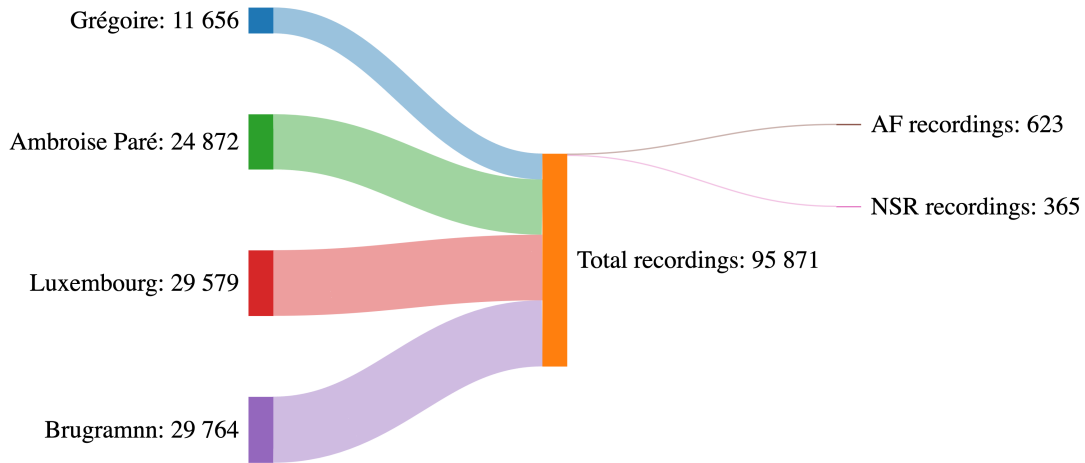 Grégoire: 11 656
Ambroise Paré: 24 872
Luxembourg: 29 579
Brugramnn: 29 764
Total recordings: 95 871
AF recordings: 623
NSR recordings: 365